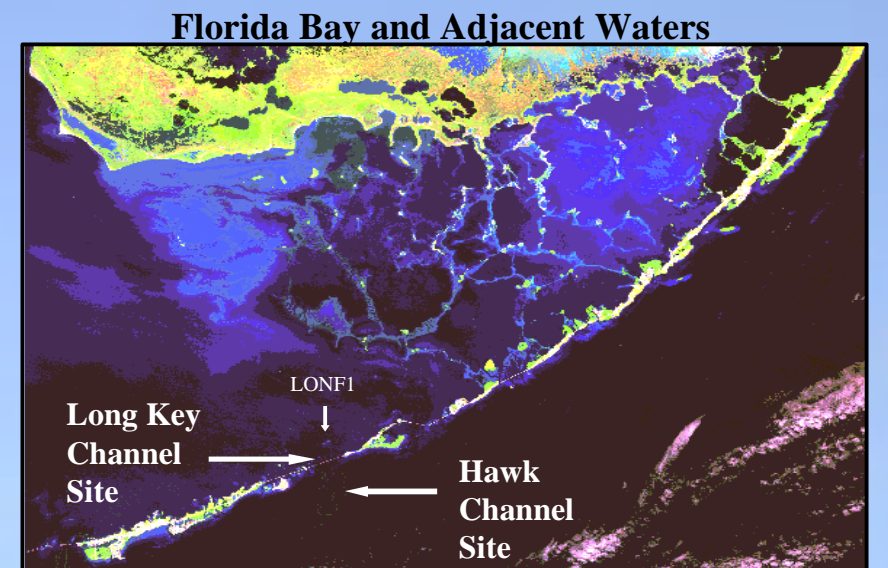 Florida Bay and Adjacent Waters
LONF1
Long Key
Channel
Site
Hawk
Channel
Site